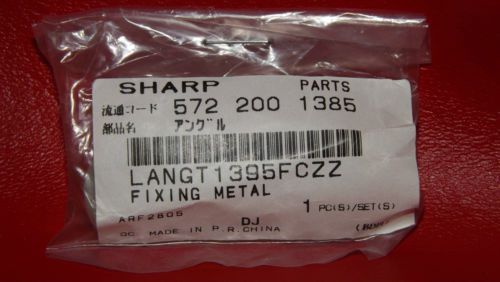 SHARP PARTS
流通コード 572 200 1385
部品名 アングル
LANGT1395FCZZ
FIXING METAL
1 PC(S)/SET(S)
ARF2805 DJ
QC MADE IN P.R.CHINA